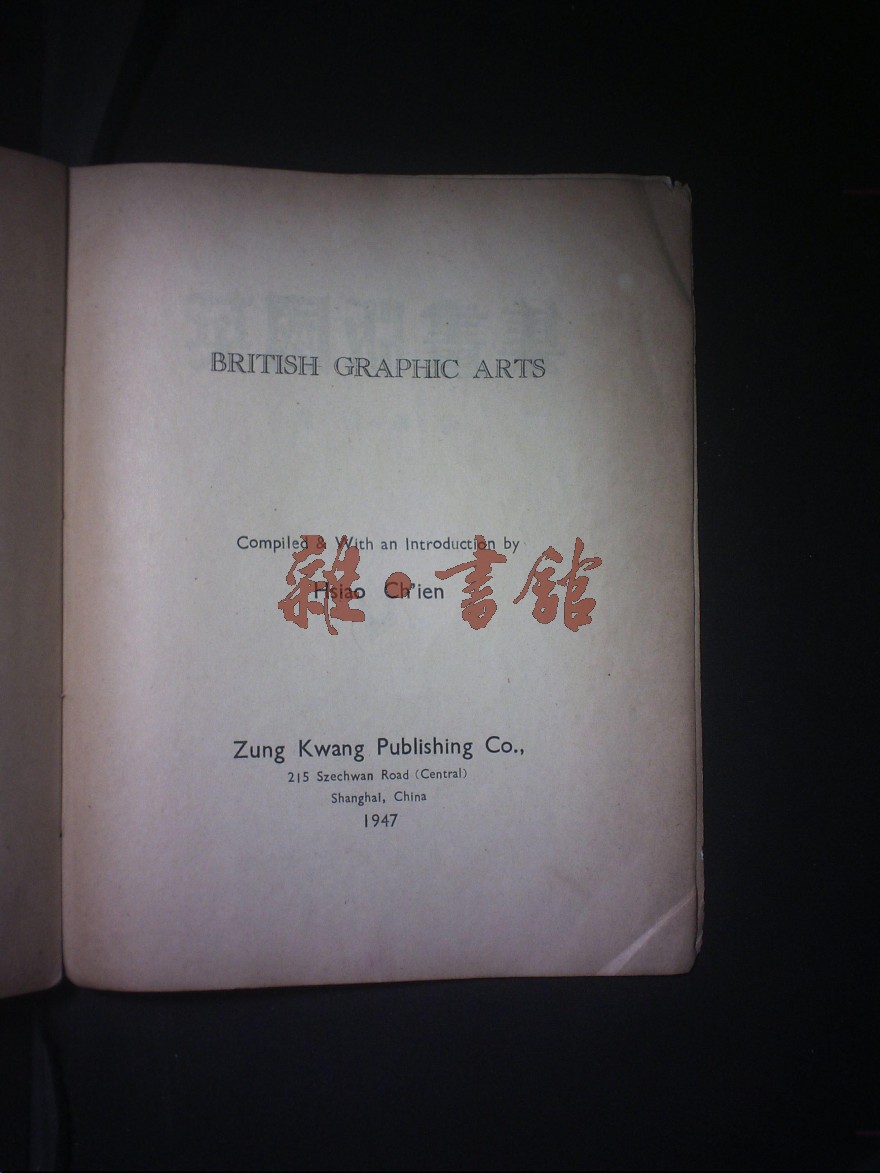 BRITISH GRAPHIC ARTS
Compiled & With an Introduction by
Hsiao Ch'ien
雜·書館
Zung Kwang Publishing Co.,
215 Szechwan Road (Central)
Shanghai, China
1947